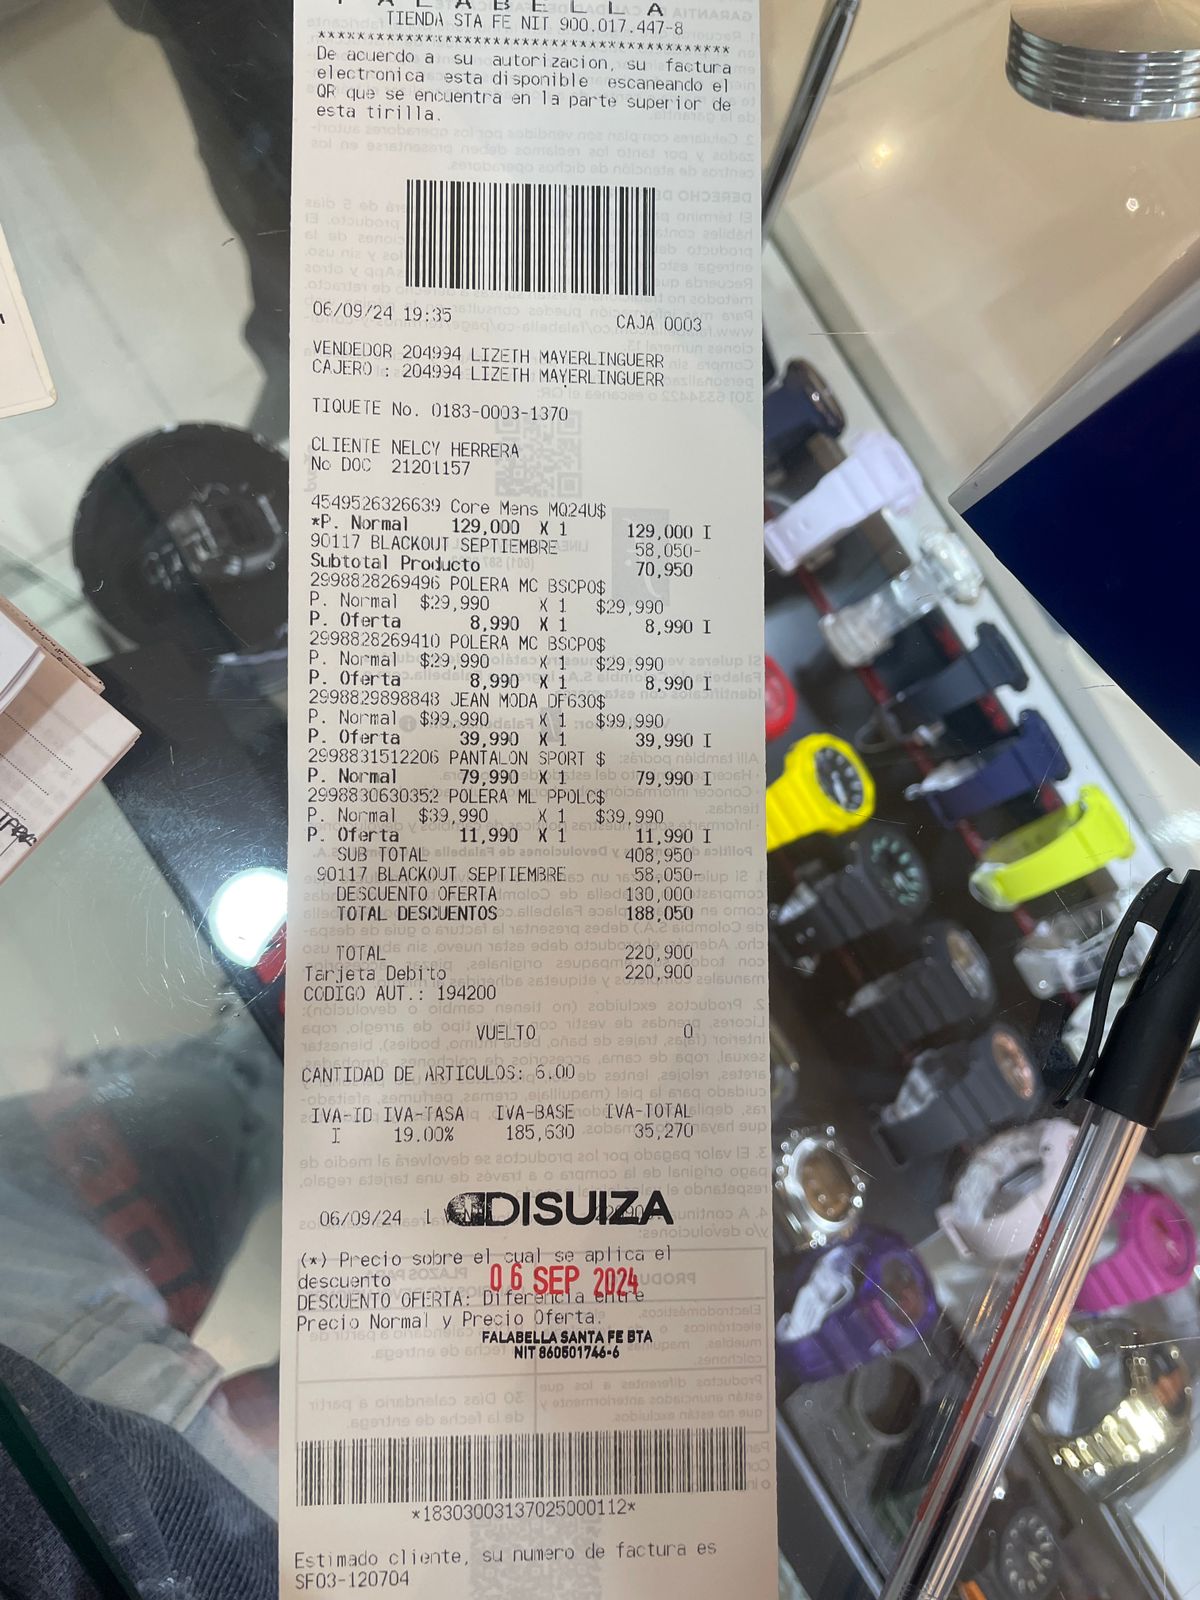 F A L A B E L L A
TIENDA STA FE NIT 900.017.447-8
******************************************
De acuerdo a su autorizacion, su factura
electronica esta disponible escaneando el
QR que se encuentra en la parte superior de
esta tirilla.
06/09/24 19:35 CAJA 0003
VENDEDOR 204994 LIZETH MAYERLINGUERR
CAJERO : 204994 LIZETH MAYERLINGUERR
TIQUETE No. 0183-0003-1370
CLIENTE NELCY HERRERA
No DOC 21201157
4549526326639 Core Mens MQ24U$
*P. Normal 129,000 X 1 129,000 I
90117 BLACKOUT SEPTIEMBRE 58,050-
Subtotal Producto 70,950
2998828269496 POLERA MC BSCPO$
P. Normal $29,990 X 1 $29,990
P. Oferta 8,990 X 1 8,990 I
2998828269410 POLERA MC BSCPO$
P. Normal $29,990 X 1 $29,990
P. Oferta 8,990 X 1 8,990 I
2998829898848 JEAN MODA DF630$
P. Normal $99,990 X 1 $99,990
P. Oferta 39,990 X 1 39,990 I
2998831512206 PANTALON SPORT $
P. Normal 79,990 X 1 79,990 I
2998830630352 POLERA ML PPOLC$
P. Normal $39,990 X 1 $39,990
P. Oferta 11,990 X 1 11,990 I
SUB TOTAL 408,950
90117 BLACKOUT SEPTIEMBRE 58,050-
DESCUENTO OFERTA 130,000
TOTAL DESCUENTOS 188,050
TOTAL 220,900
Tarjeta Debito 220,900
CODIGO AUT.: 194200
VUELTO 0
CANTIDAD DE ARTICULOS: 6.00
IVA-ID IVA-TASA IVA-BASE IVA-TOTAL
I 19.00% 185,630 35,270
06/09/24 DISUIZA
(*) Precio sobre el cual se aplica el
descuento
06 SEP 2024
DESCUENTO OFERTA: Diferencia entre
Precio Normal y Precio Oferta.
FALABELLA SANTA FE BTA
NIT 860501746-6
*18303003137025000112*
Estimado cliente, su numero de factura es
SF03-120704